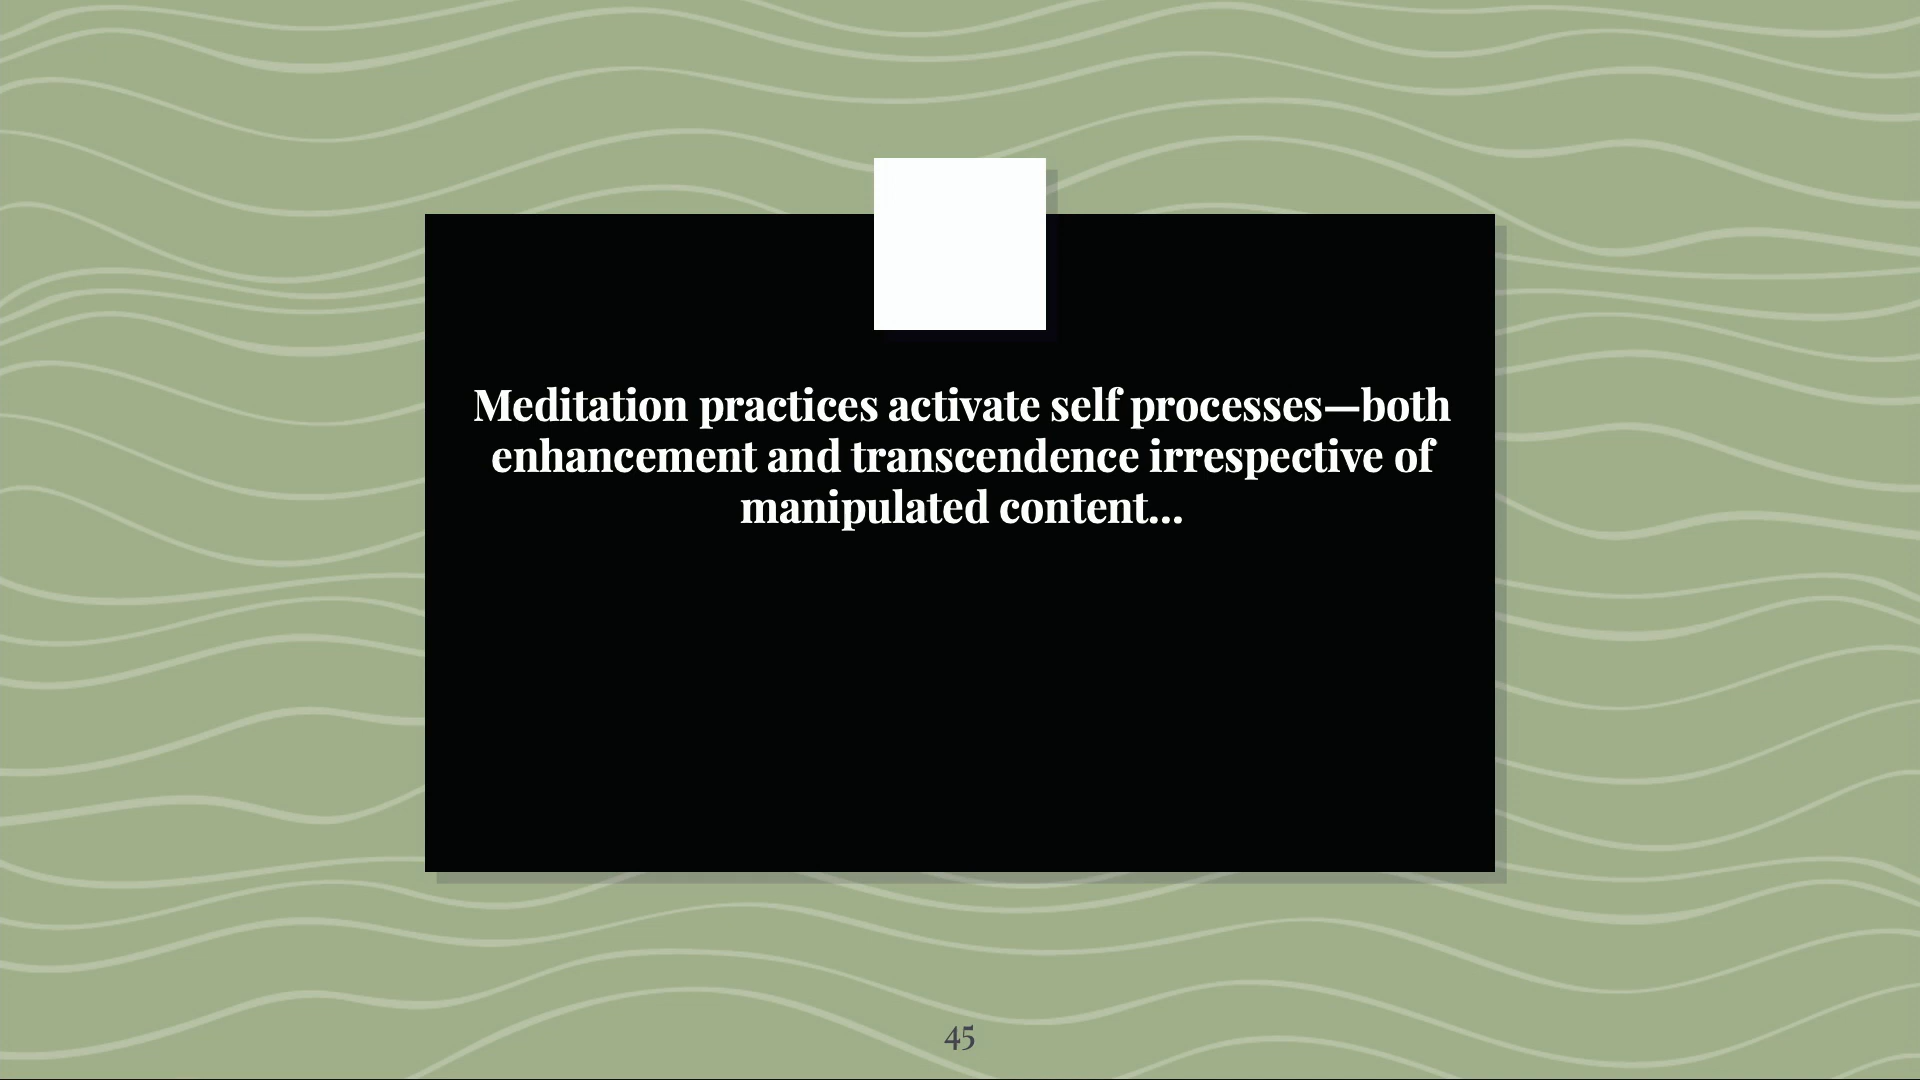 Meditation practices activate self processes—both
enhancement and transcendence irrespective of
manipulated content...
45